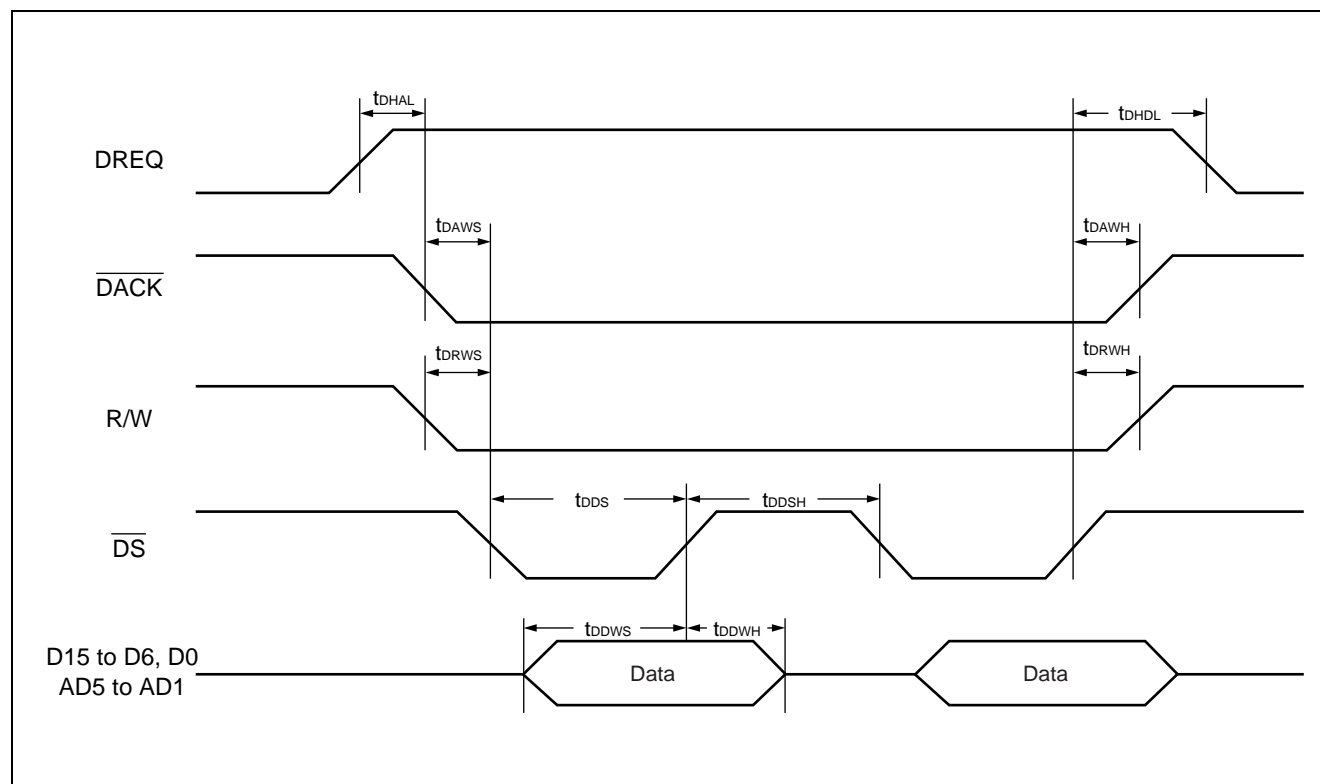 tDHAL
tDHDL
DREQ
tDAWS
tDAWH
DACK
tDRWS
tDRWH
R/W
tDDS
tDDSH
DS
tDDWS
tDDWH
D15 to D6, D0
AD5 to AD1
Data
Data